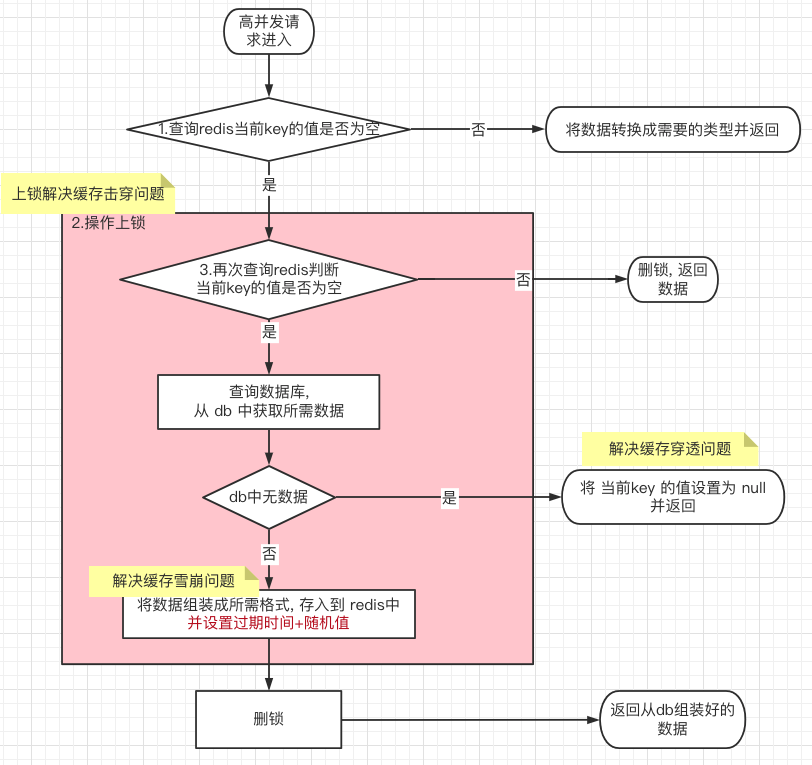 高并发请
求进入
1.查询redis当前key的值是否为空
否
将数据转换成需要的类型并返回
是
上锁解决缓存击穿问题
2.操作上锁
3.再次查询redis判断
当前key的值是否为空
否
删锁, 返回
数据
是
查询数据库,
从 db 中获取所需数据
解决缓存穿透问题
db中无数据
是
将 当前key 的值设置为 null
并返回
否
解决缓存雪崩问题
将数据组装成所需格式, 存入到 redis中
并设置过期时间+随机值
删锁
返回从db组装好的
数据